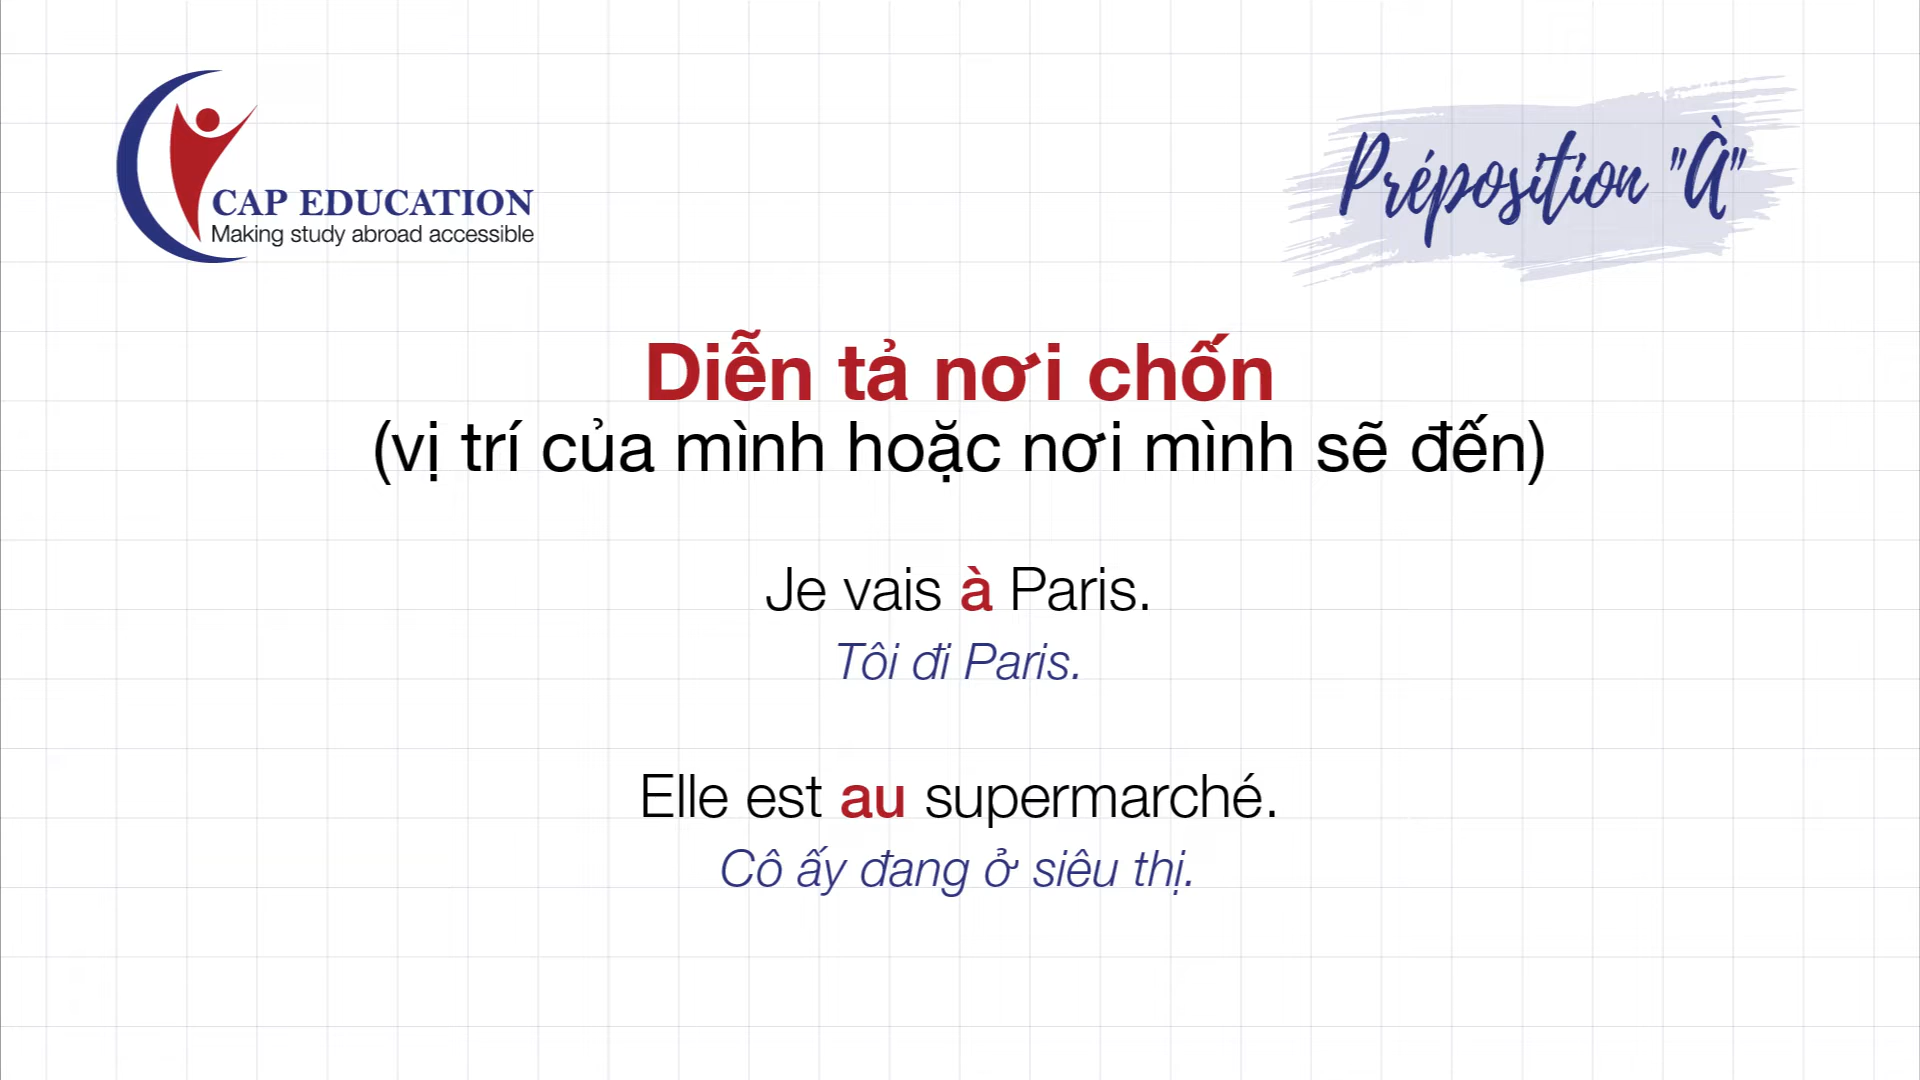 CAP EDUCATION
Making study abroad accessible
Préposition "À"
Diễn tả nơi chốn
(vị trí của mình hoặc nơi mình sẽ đến)
Je vais à Paris.
Tôi đi Paris.
Elle est au supermarché.
Cô ấy đang ở siêu thị.